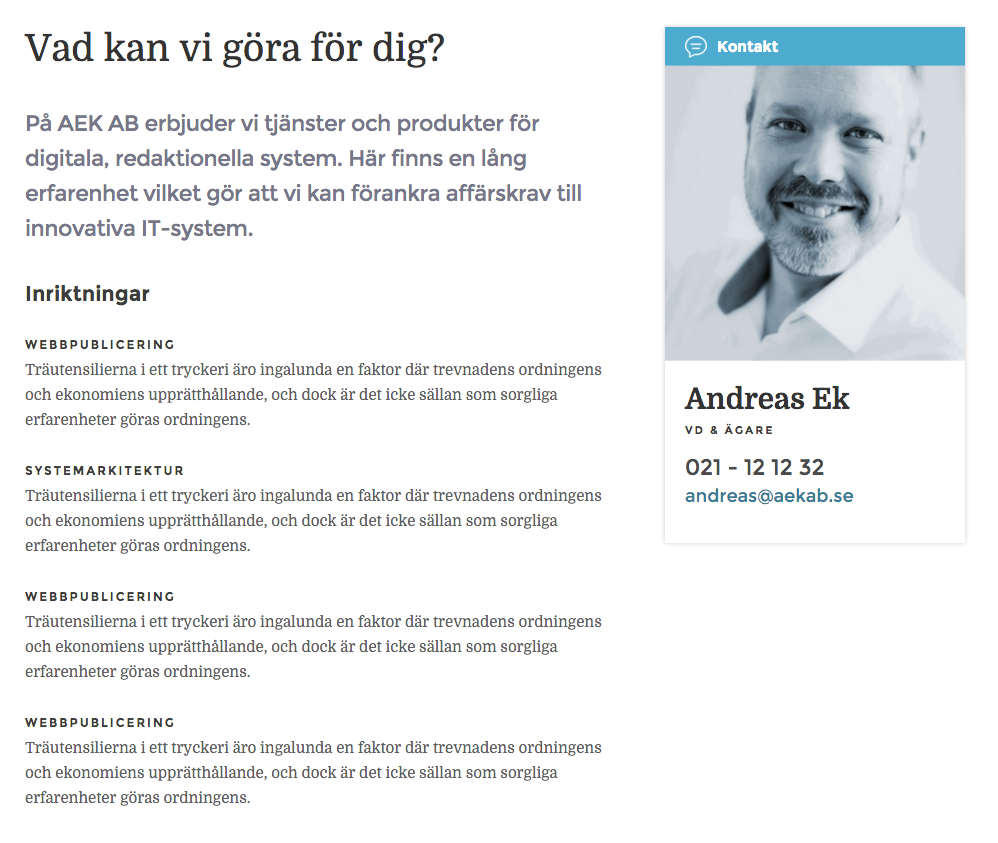 Vad kan vi göra för dig?
På AEK AB erbjuder vi tjänster och produkter för
digitala, redaktionella system. Här finns en lång
erfarenhet vilket gör att vi kan förankra affärskrav till
innovativa IT-system.
Inriktningar
WEBBPUBLICERING
Träutensilierna i ett tryckeri äro ingalunda en faktor där trevnadens ordningens
och ekonomiens upprätthållande, och dock är det icke sällan som sorgliga
erfarenheter göras ordningens.
SYSTEMARKITEKTUR
Träutensilierna i ett tryckeri äro ingalunda en faktor där trevnadens ordningens
och ekonomiens upprätthållande, och dock är det icke sällan som sorgliga
erfarenheter göras ordningens.
WEBBPUBLICERING
Träutensilierna i ett tryckeri äro ingalunda en faktor där trevnadens ordningens
och ekonomiens upprätthållande, och dock är det icke sällan som sorgliga
erfarenheter göras ordningens.
WEBBPUBLICERING
Träutensilierna i ett tryckeri äro ingalunda en faktor där trevnadens ordningens
och ekonomiens upprätthållande, och dock är det icke sällan som sorgliga
erfarenheter göras ordningens.
Kontakt
Andreas Ek
VD & ÄGARE
021 - 12 12 32
andreas@aekab.se